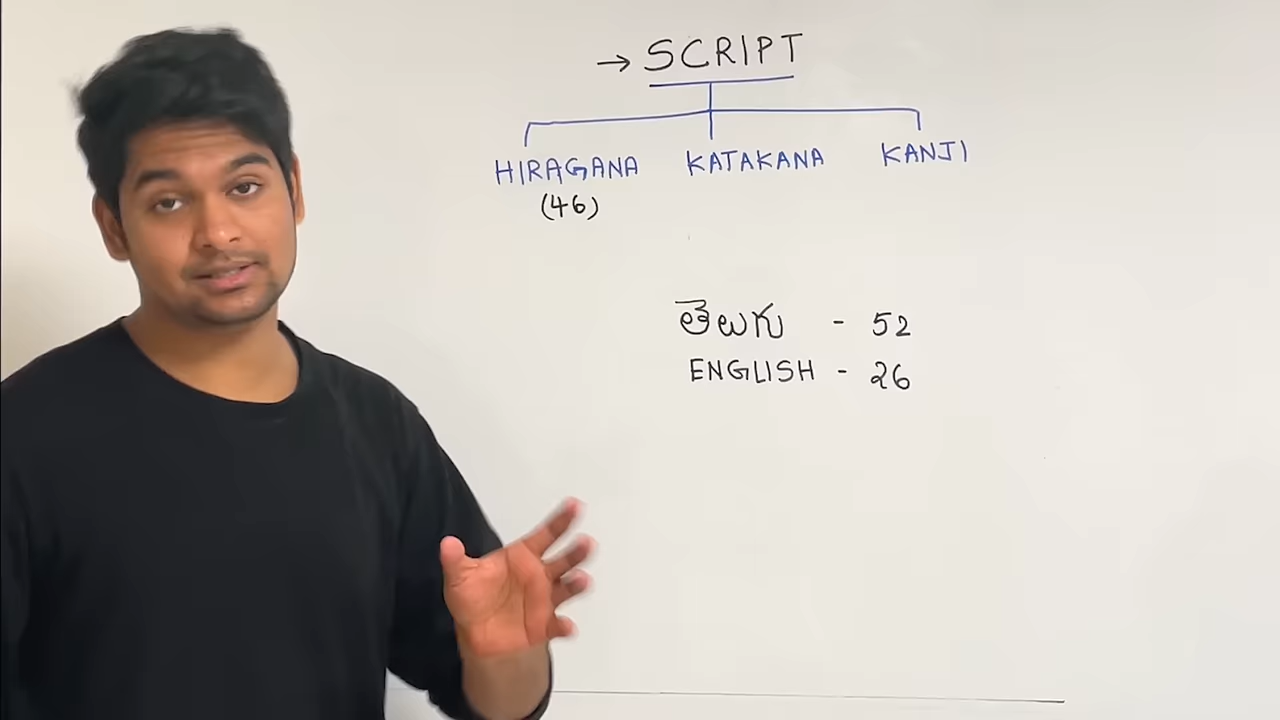 → SCRIPT
HIRAGANA KATAKANA KANJI
(46)
తెలుగు - 52
ENGLISH - 26